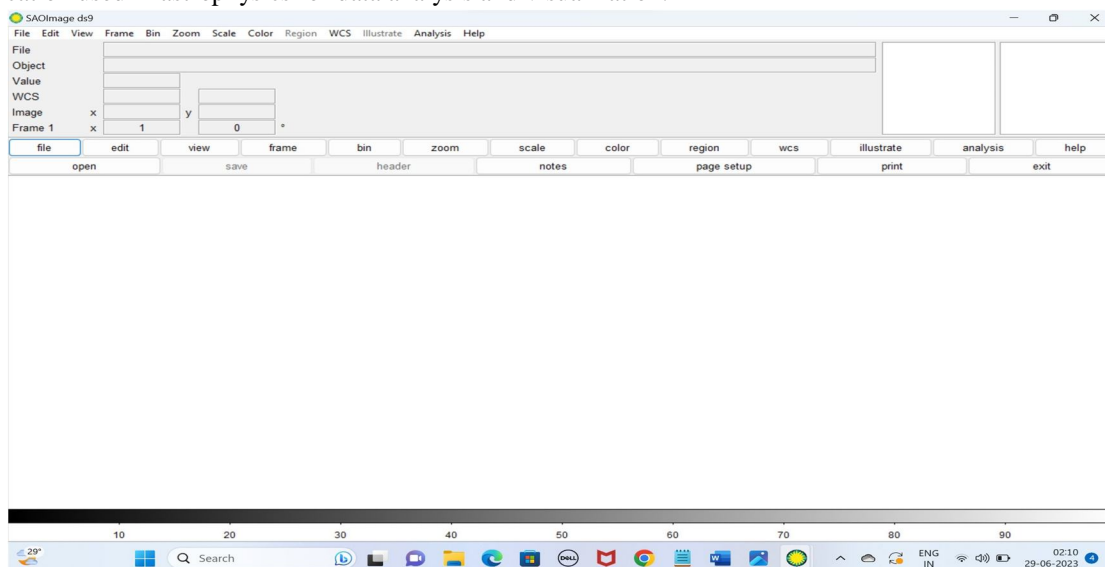 SAOImage ds9
File Edit View Frame Bin Zoom Scale Color Region WCS Illustrate Analysis Help
File
Object
Value
WCS
Image x y
Frame 1 x 1 0 °
file edit view frame bin zoom scale color region wcs illustrate analysis help
open save header notes page setup print exit
10 20 30 40 50 60 70 80 90
29° Search DELL ENG 02:10
IN 29-06-2023 4